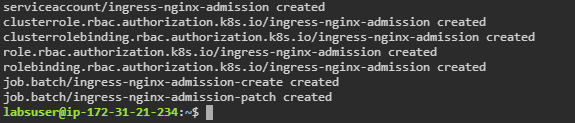 serviceaccount/ingress-nginx-admission created
clusterrole.rbac.authorization.k8s.io/ingress-nginx-admission created
clusterrolebinding.rbac.authorization.k8s.io/ingress-nginx-admission created
role.rbac.authorization.k8s.io/ingress-nginx-admission created
rolebinding.rbac.authorization.k8s.io/ingress-nginx-admission created
job.batch/ingress-nginx-admission-create created
job.batch/ingress-nginx-admission-patch created
labsuser@ip-172-31-21-234:~$